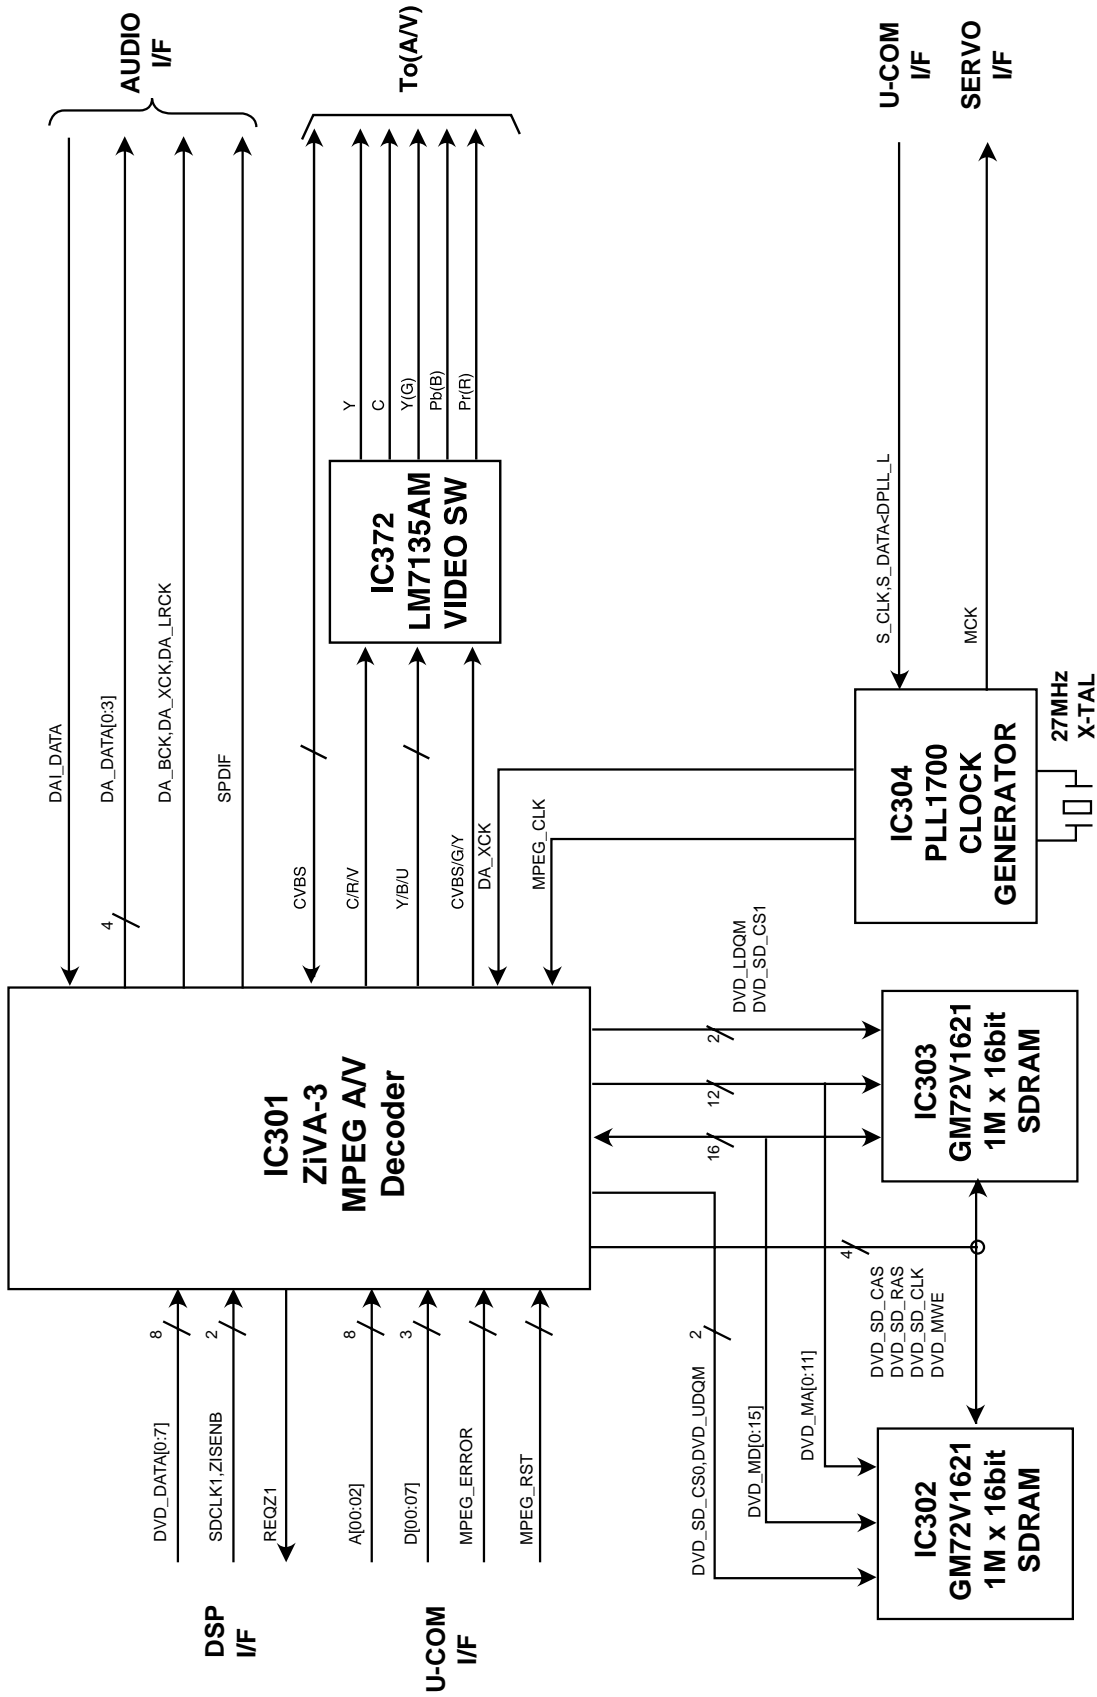 DSP
I/F
DVD_DATA[0:7]
8
SDCLK1,ZISENB
2
REQZ1
U-COM
I/F
A[00:02]
8
D[00:07]
3
MPEG_ERROR
MPEG_RST
IC301
ZiVA-3
MPEG A/V
Decoder
DAI_DATA
DA_DATA[0:3]
4
DA_BCK,DA_XCK,DA_LRCK
SPDIF
AUDIO
I/F
CVBS
C/R/V
Y/B/U
CVBS/G/Y
DA_XCK
MPEG_CLK
IC372
LM7135AM
VIDEO SW
Y
C
Y(G)
Pb(B)
Pr(R)
To(A/V)
DVD_SD_CS0,DVD_UDQM
2
DVD_MD[0:15]
16
DVD_MA[0:11]
12
2
DVD_LDQM
DVD_SD_CS1
4
DVD_SD_CAS
DVD_SD_RAS
DVD_SD_CLK
DVD_MWE
IC302
GM72V1621
1M x 16bit
SDRAM
IC303
GM72V1621
1M x 16bit
SDRAM
IC304
PLL1700
CLOCK
GENERATOR
27MHz
X-TAL
S_CLK,S_DATA<DPLL_L
MCK
U-COM
I/F
SERVO
I/F